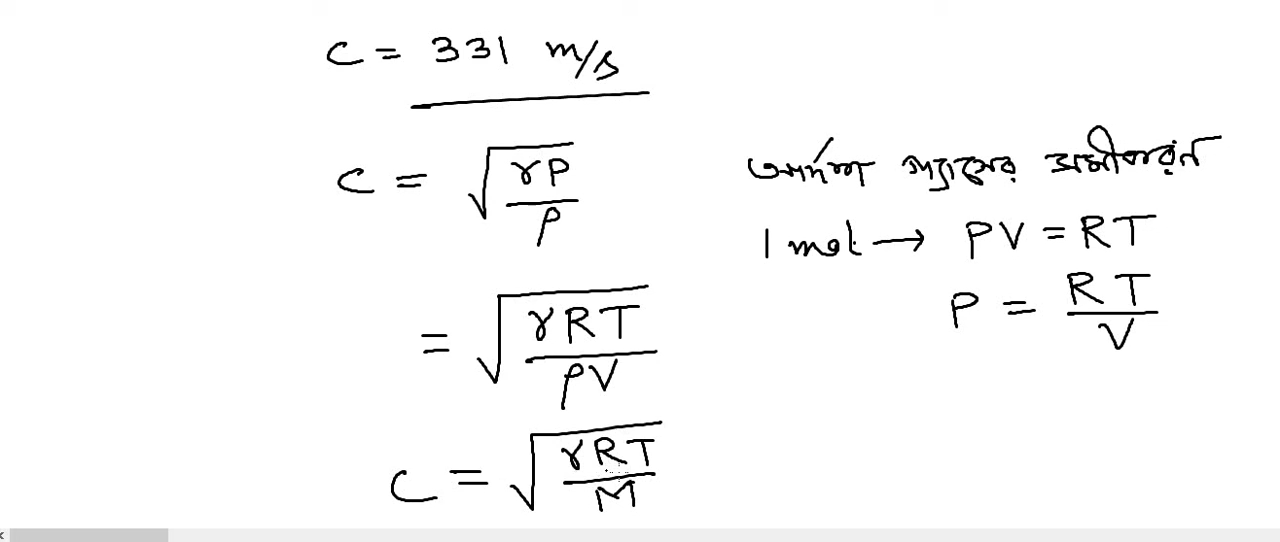 C = 331 m/s
C = √(γP/ρ)
= √(γRT/ρV)
C = √(γRT/M)
আদর্শ গ্যাসের সমীকরণ
1 mol → PV = RT
P = RT/V